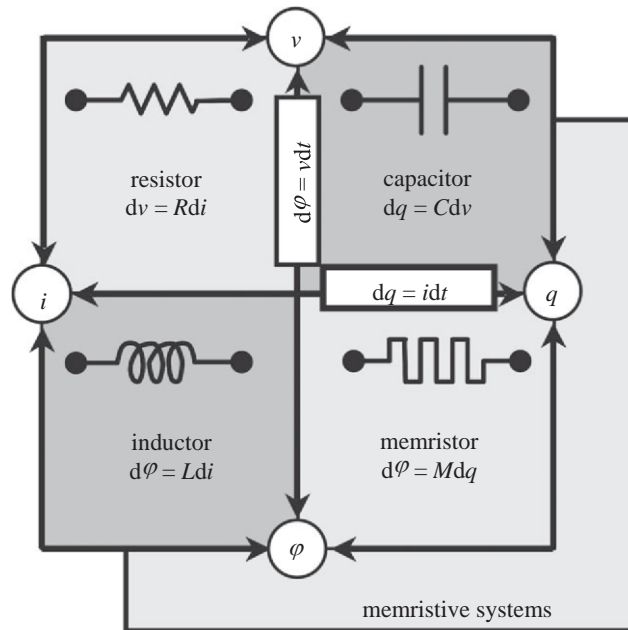 v
resistor
dv = Rdi
capacitor
dq = Cdv
dφ = vdt
i
dq = idt
q
inductor
dφ = Ldi
memristor
dφ = Mdq
φ
memristive systems